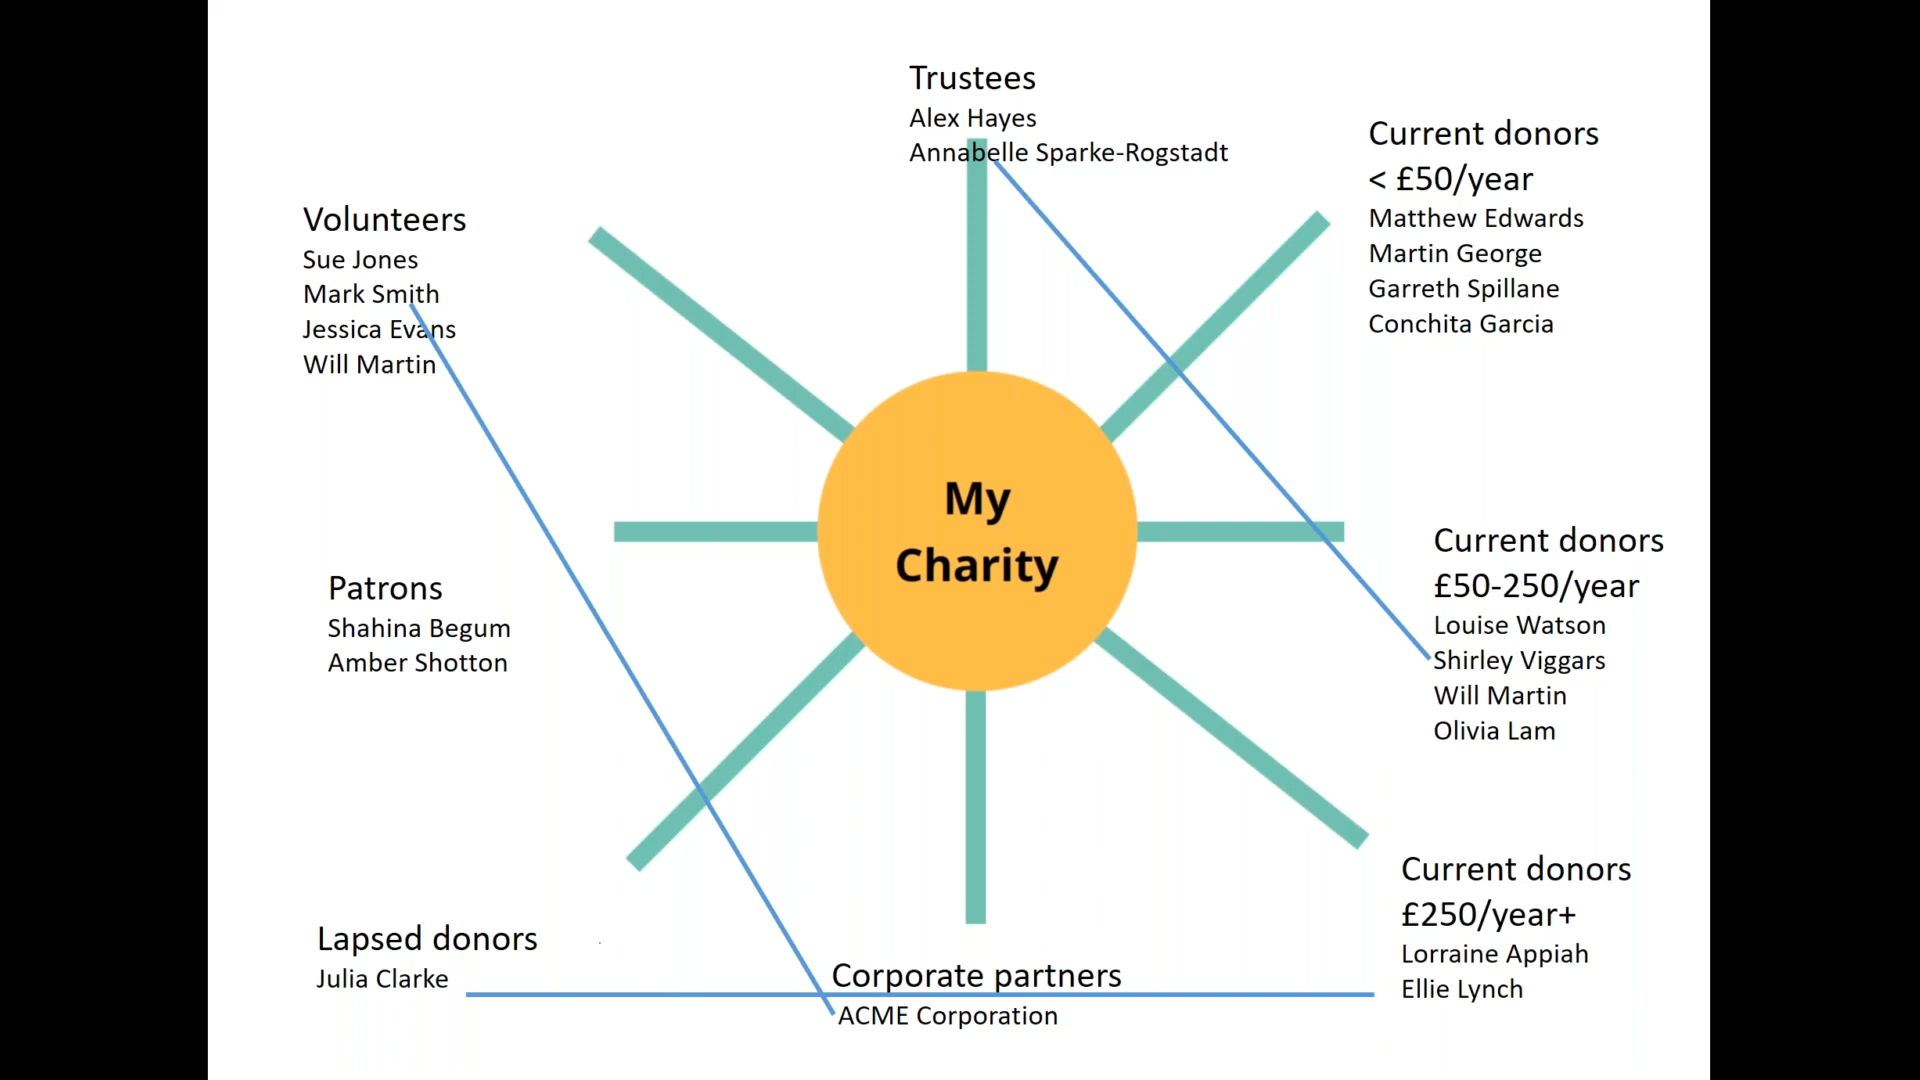 Trustees
Alex Hayes
Annabelle Sparke-Rogstadt
Current donors
< £50/year
Matthew Edwards
Martin George
Garreth Spillane
Conchita Garcia
Volunteers
Sue Jones
Mark Smith
Jessica Evans
Will Martin
My
Charity
Current donors
£50-250/year
Louise Watson
Shirley Viggars
Will Martin
Olivia Lam
Patrons
Shahina Begum
Amber Shotton
Current donors
£250/year+
Lorraine Appiah
Ellie Lynch
Lapsed donors
Julia Clarke
Corporate partners
ACME Corporation